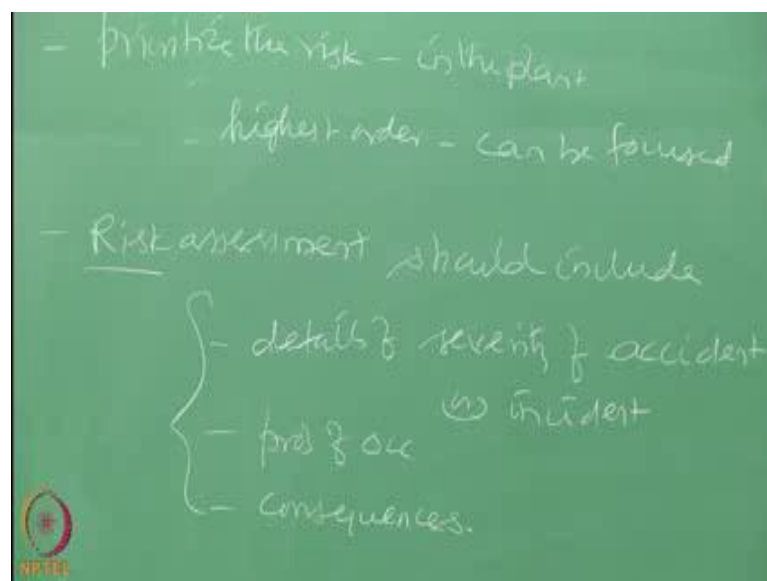 - prioritize the risk - in the plant
- highest order - can be focused
- Risk assessment should include
- details of severity of accident
(or) incident
- prob of occ
- consequences.
NPTEL